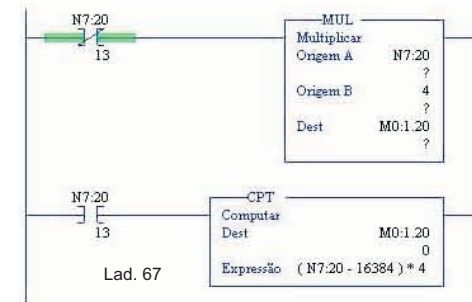 N7:20
13
MUL
Multiplicar
Origem A N7:20
?
Origem B 4
?
Dest M0:1.20
?
N7:20
13
CPT
Computar
Dest M0:1.20
0
Expressão ( N7:20 - 16384 ) * 4
Lad. 67